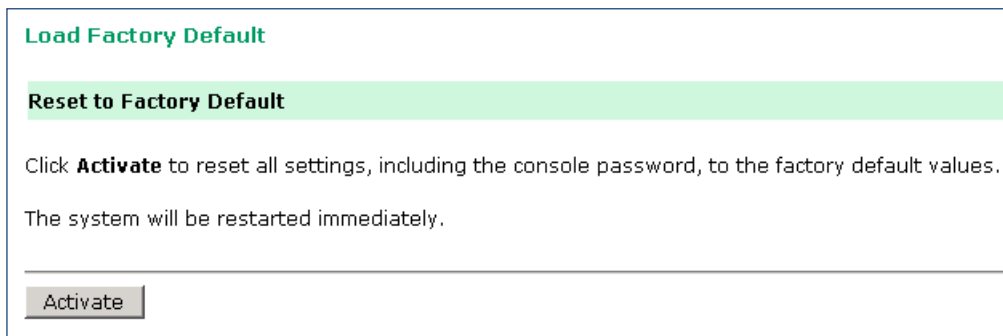 Load Factory Default
Reset to Factory Default
Click Activate to reset all settings, including the console password, to the factory default values.
The system will be restarted immediately.
Activate